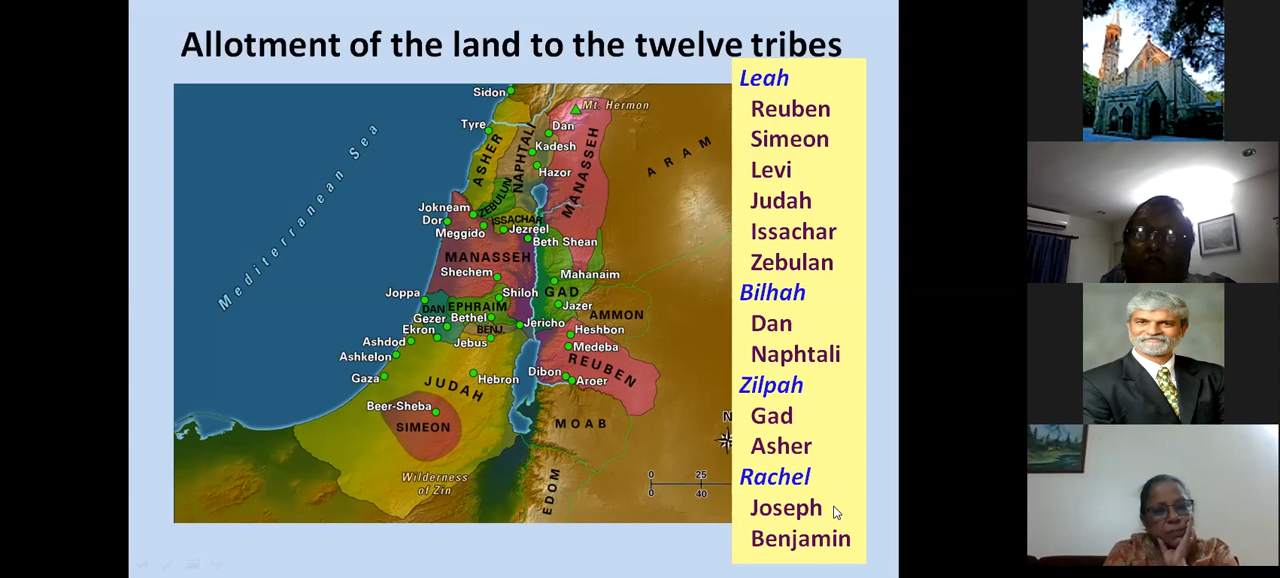 Allotment of the land to the twelve tribes
Leah
Reuben
Simeon
Levi
Judah
Issachar
Zebulan
Bilhah
Dan
Naphtali
Zilpah
Gad
Asher
Rachel
Joseph
Benjamin
Sidon
Mt. Hermon
Tyre
Dan
ASHER
NAPHTALI
Kadesh
MANASSEH
ARAM
Hazor
Mediterranean Sea
ZEBULUN
Jokneam
Dor
ISSACHAR
Meggido
Jezreel
Beth Shean
MANASSEH
Shechem
Mahanaim
Joppa
Shiloh
GAD
DAN
EPHRAIM
Jazer
Gezer
Bethel
AMMON
Ekron
BENJ.
Jericho
Heshbon
Ashdod
Jebus
Medeba
Ashkelon
REUBEN
Gaza
JUDAH
Hebron
Dibon
Aroer
Beer-Sheba
SIMEON
MOAB
N
Wilderness
of Zin
EDOM
0 25
0 40